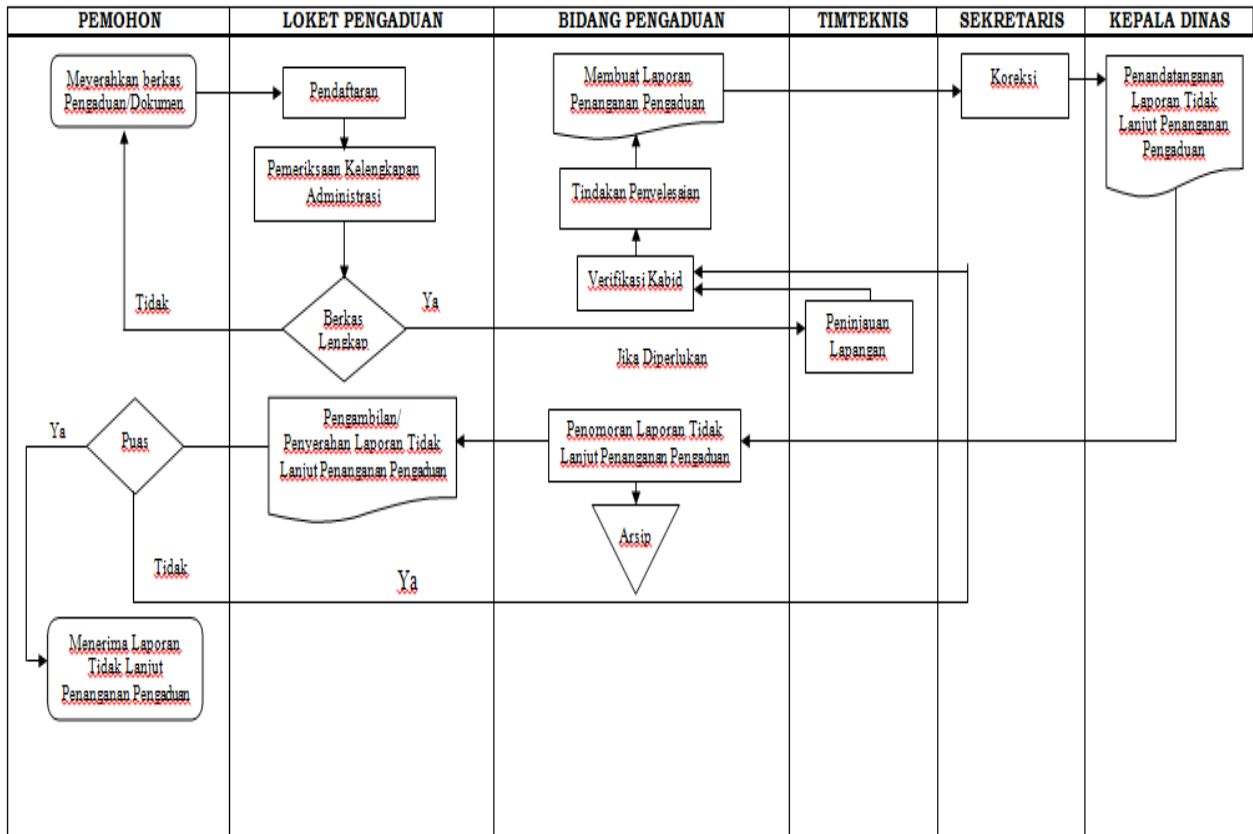 PEMOHON
LOKET PENGADUAN
BIDANG PENGADUAN
TIMTEKNIS
SEKRETARIS
KEPALA DINAS
Meyerahkan berkas
Pengaduan/Dokumen
Pendaftaran
Membuat Laporan
Penanganan Pengaduan
Koreksi
Penandatanganan
Laporan Tidak
Lanjut Penanganan
Pengaduan
Pemeriksaan Kelengkapan
Administrasi
Tindakan Penyelesaian
Verifikasi Kabid
Tidak
Berkas
Lengkap
Ya
Peninjauan
Lapangan
Jika Diperlukan
Ya
Puas
Pengambilan/
Penyerahan Laporan Tidak
Lanjut Penanganan Pengaduan
Penomoran Laporan Tidak
Lanjut Penanganan Pengaduan
Arsip
Tidak
Ya
Menerima Laporan
Tidak Lanjut
Penanganan Pengaduan